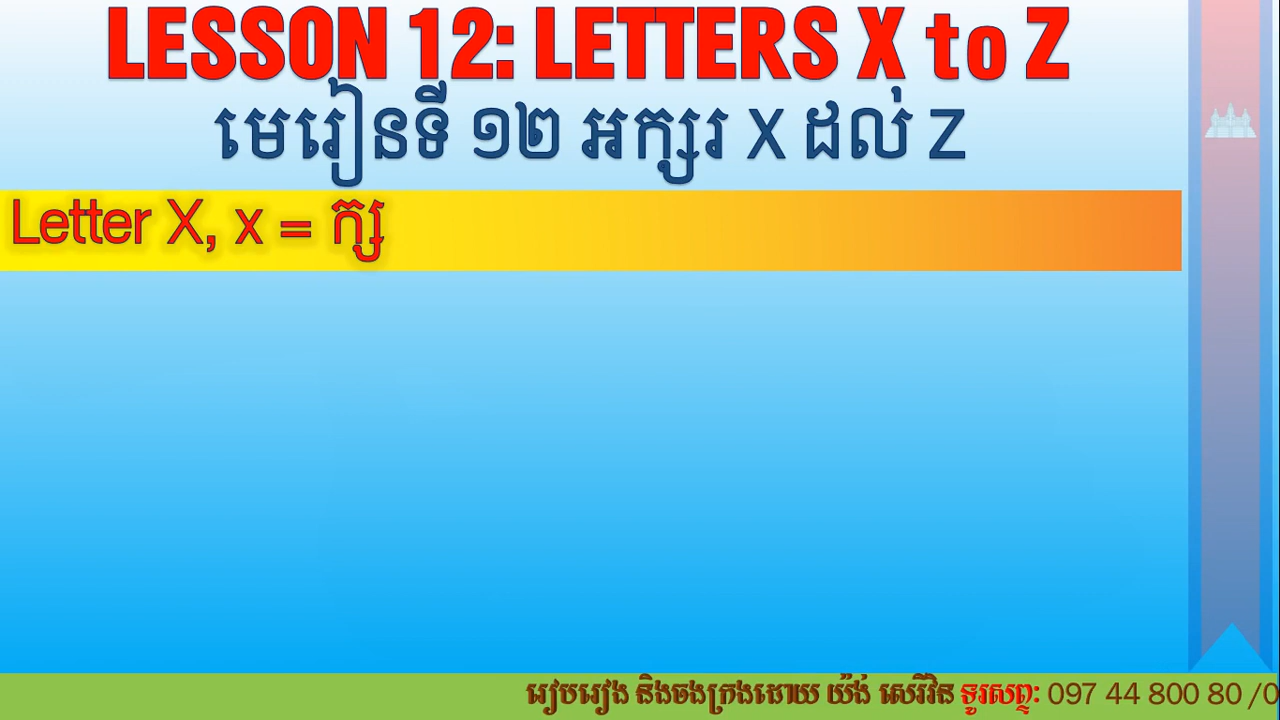 LESSON 12: LETTERS X to Z
មេរៀនទី ១២ អក្សរ X ដល់ Z
Letter X, x = ក្ស
រៀបរៀង និងចងក្រងដោយ យ៉ង់ សេរីវិន ទូរសព្ទ: 097 44 800 80 /0